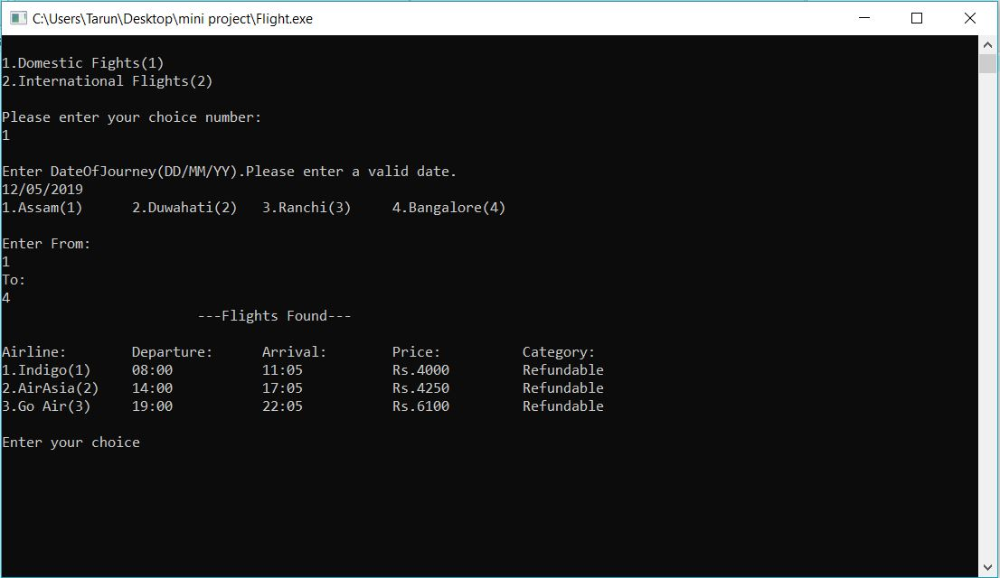 C:\Users\Tarun\Desktop\mini project\Flight.exe
1.Domestic Fights(1)
2.International Flights(2)
Please enter your choice number:
1
Enter DateOfJourney(DD/MM/YY).Please enter a valid date.
12/05/2019
1.Assam(1) 2.Duwahati(2) 3.Ranchi(3) 4.Bangalore(4)
Enter From:
1
To:
4
---Flights Found---
Airline: Departure: Arrival: Price: Category:
1.Indigo(1) 08:00 11:05 Rs.4000 Refundable
2.AirAsia(2) 14:00 17:05 Rs.4250 Refundable
3.Go Air(3) 19:00 22:05 Rs.6100 Refundable
Enter your choice